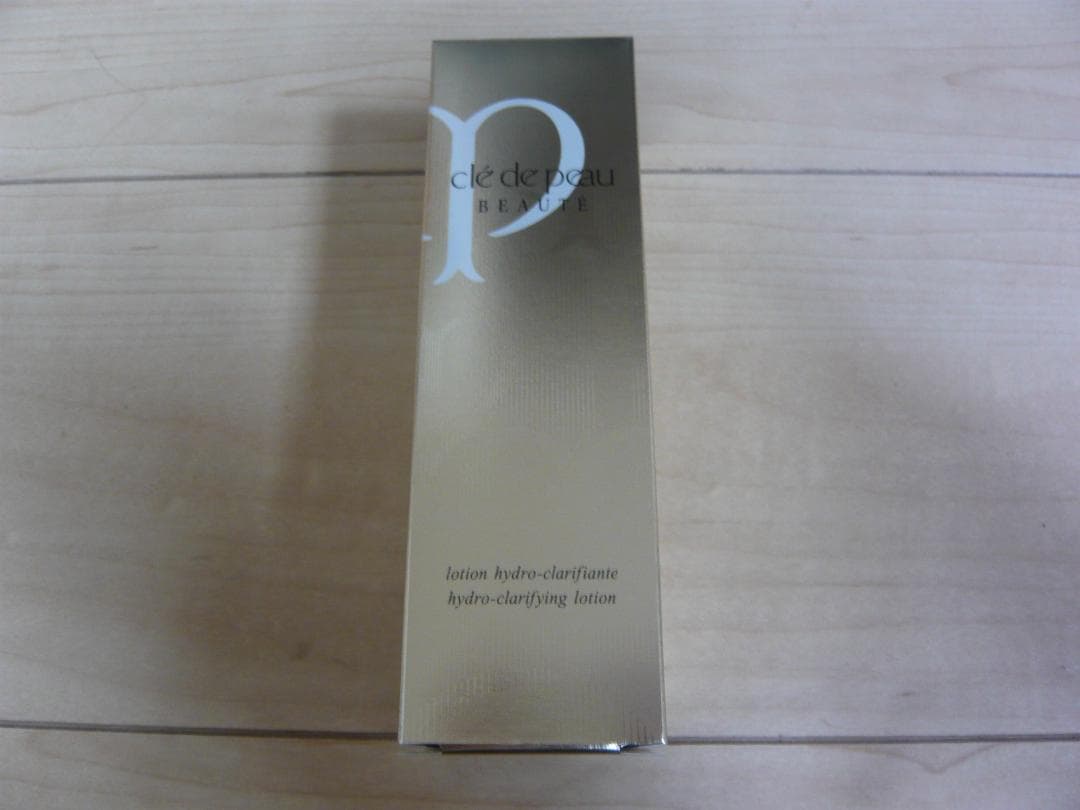 clé de peau
BEAUTÉ
lotion hydro-clarifiante
hydro-clarifying lotion